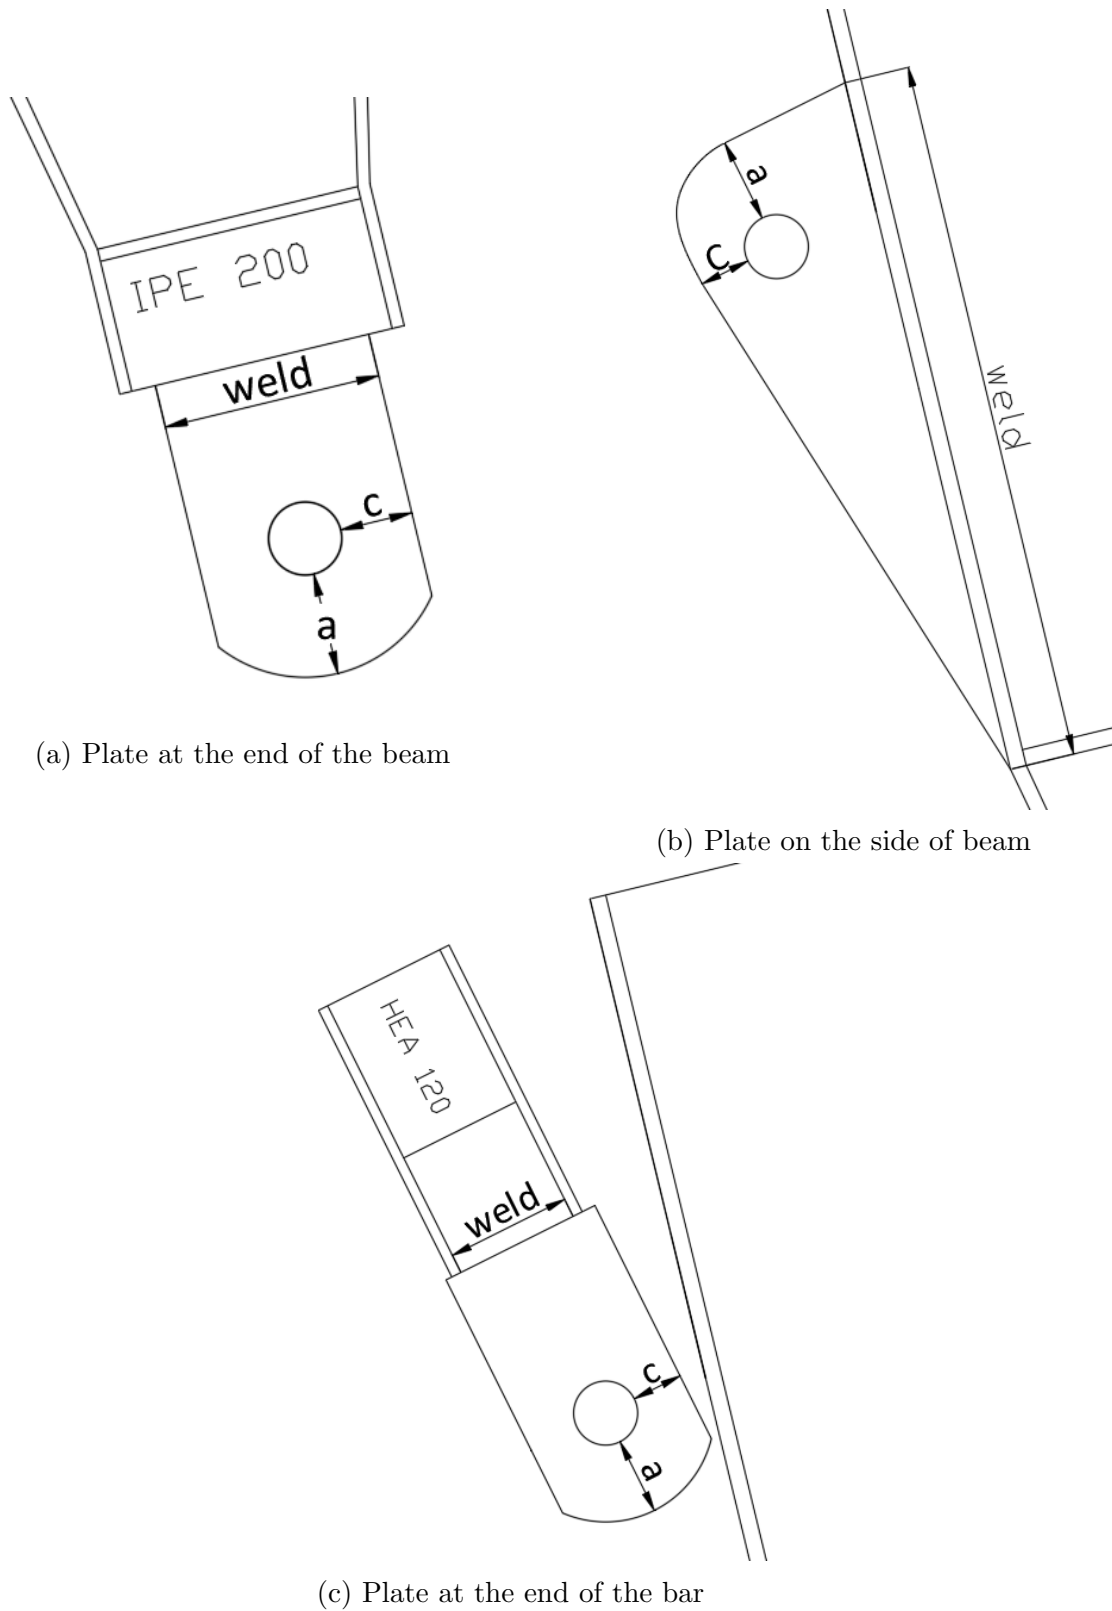 IPE 200
weld
c
a
(a) Plate at the end of the beam
a
C
weld
(b) Plate on the side of beam
HEA 120
weld
c
a
(c) Plate at the end of the bar